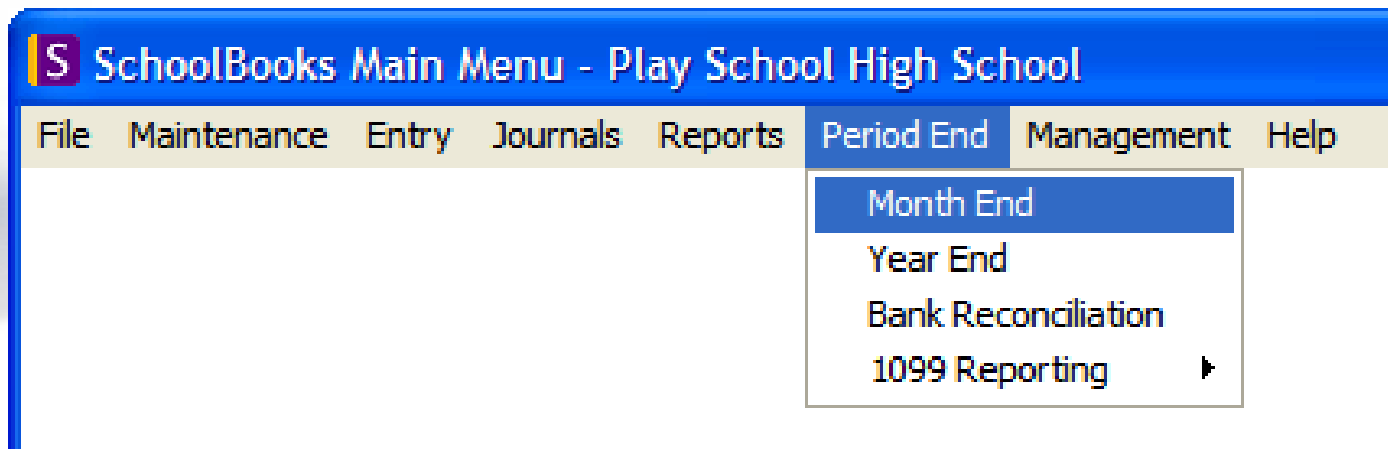 S SchoolBooks Main Menu - Play School High School
File Maintenance Entry Journals Reports Period End Management Help
Month End
Year End
Bank Reconciliation
1099 Reporting